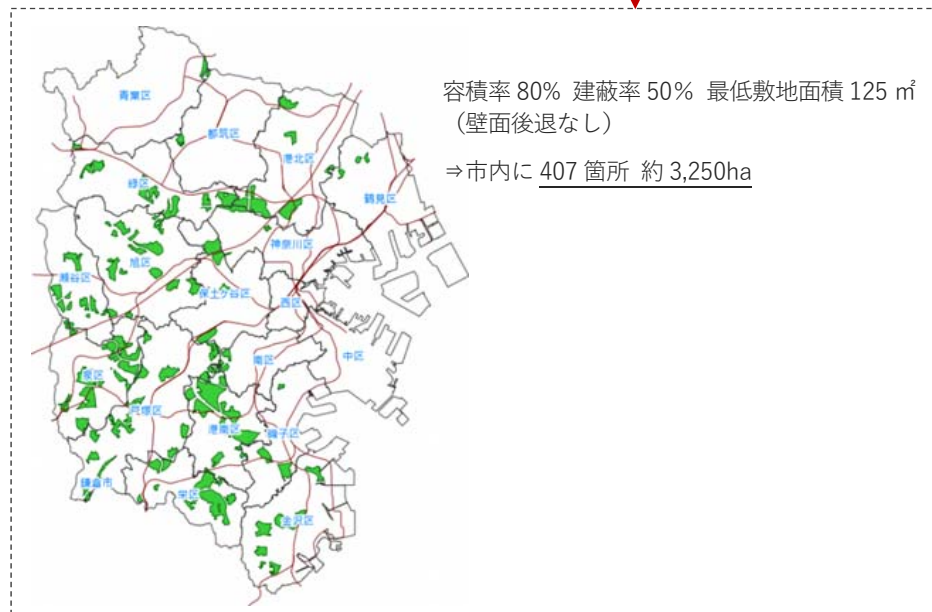 容積率 80% 建蔽率 50% 最低敷地面積 125 ㎡
（壁面後退なし）
⇒市内に 407 箇所 約 3,250ha
青葉区
都筑区
港北区
緑区
鶴見区
神奈川区
旭区
瀬谷区
保土ケ谷区
西区
中区
南区
泉区
戸塚区
港南区
磯子区
鎌倉市
栄区
金沢区